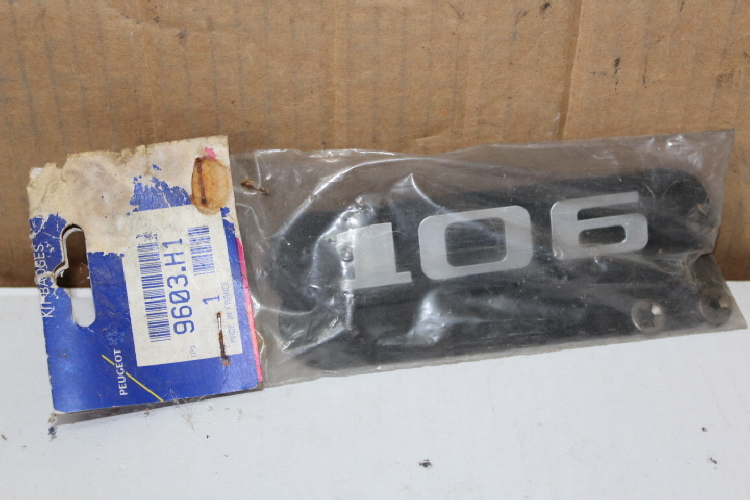 KIT-BADGES
PEUGEOT
9603.H1
(P) 1
MADE IN FRANCE
106